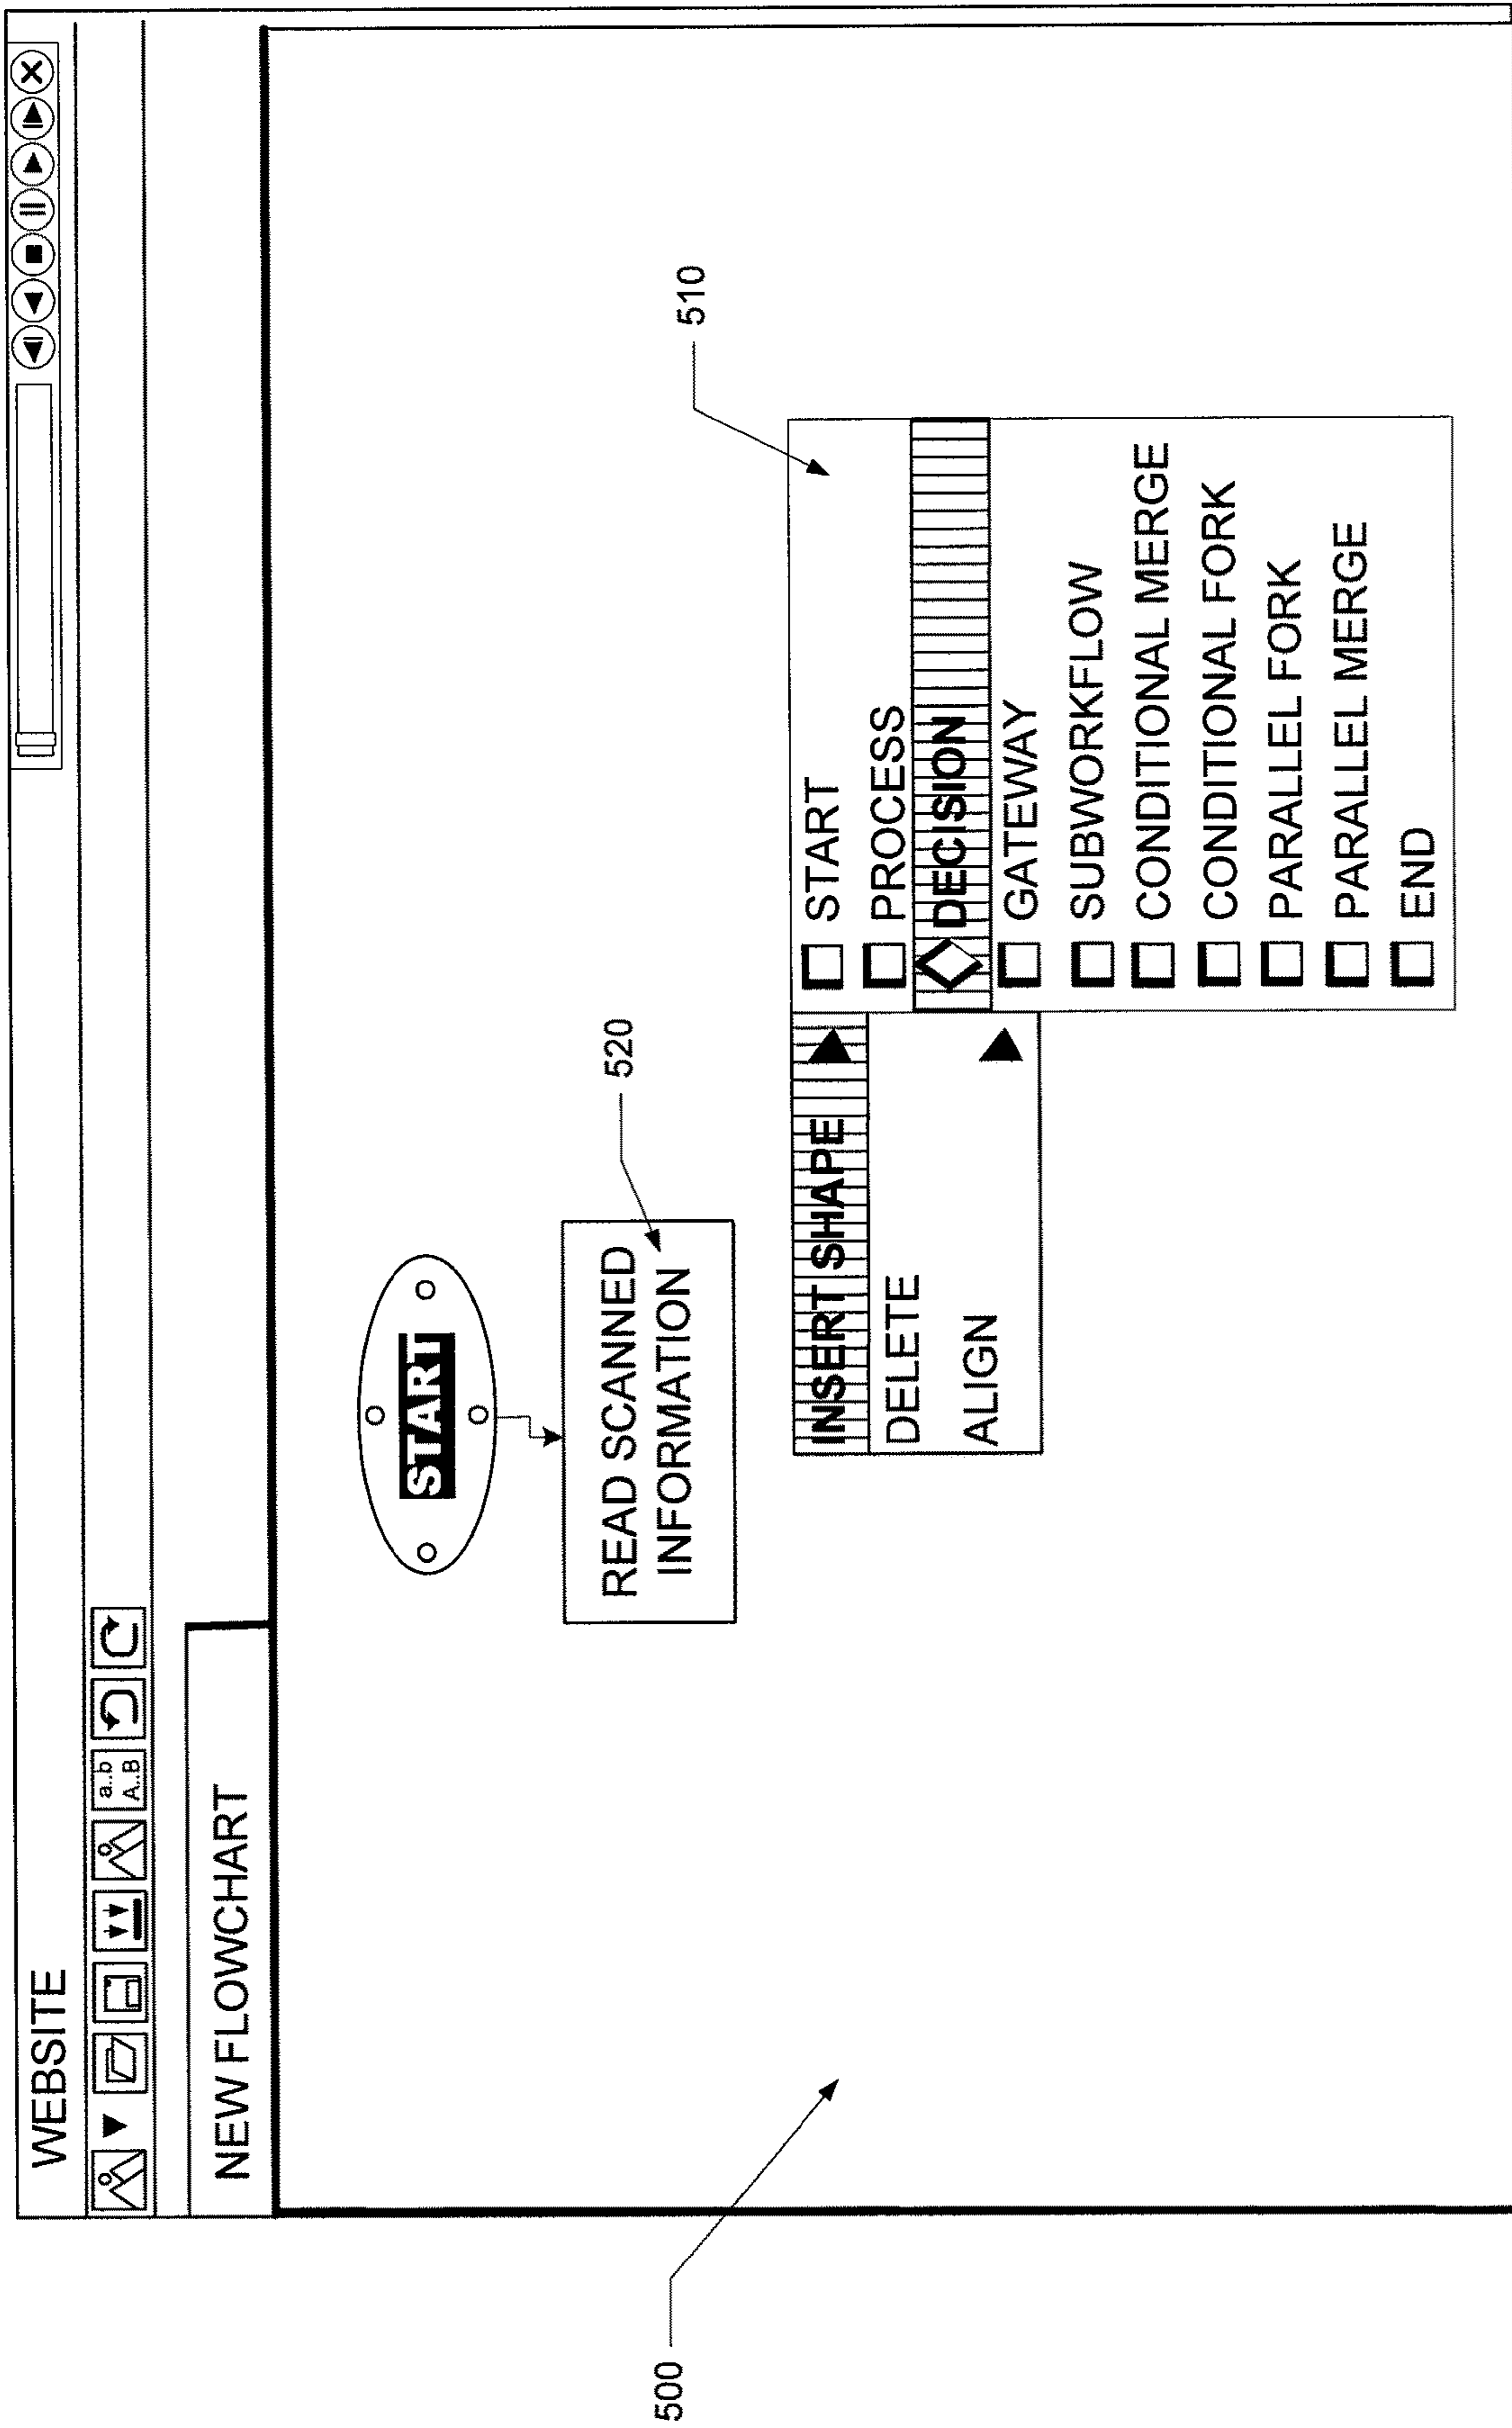 WEBSITE
a..b
A..B
NEW FLOWCHART
START
READ SCANNED
INFORMATION
520
510
500
INSERT SHAPE
DELETE
ALIGN
START
PROCESS
DECISION
GATEWAY
SUBWORKFLOW
CONDITIONAL MERGE
CONDITIONAL FORK
PARALLEL FORK
PARALLEL MERGE
END